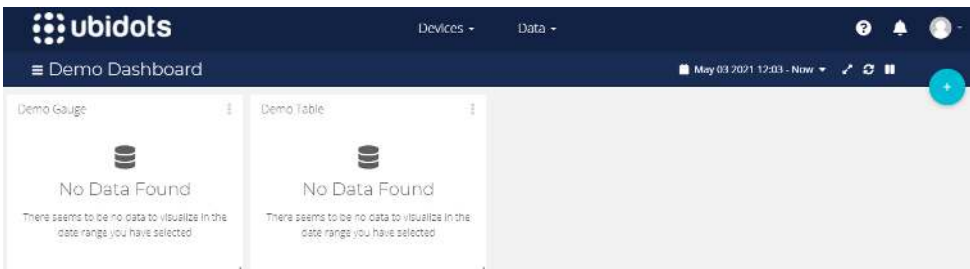 ubidots Devices Data
Demo Dashboard May 03 2021 12:03 - Now
+
Demo Gauge Demo Table
No Data Found No Data Found
There seems to be no data to visualize in the There seems to be no data to visualize in the
date range you have selected date range you have selected